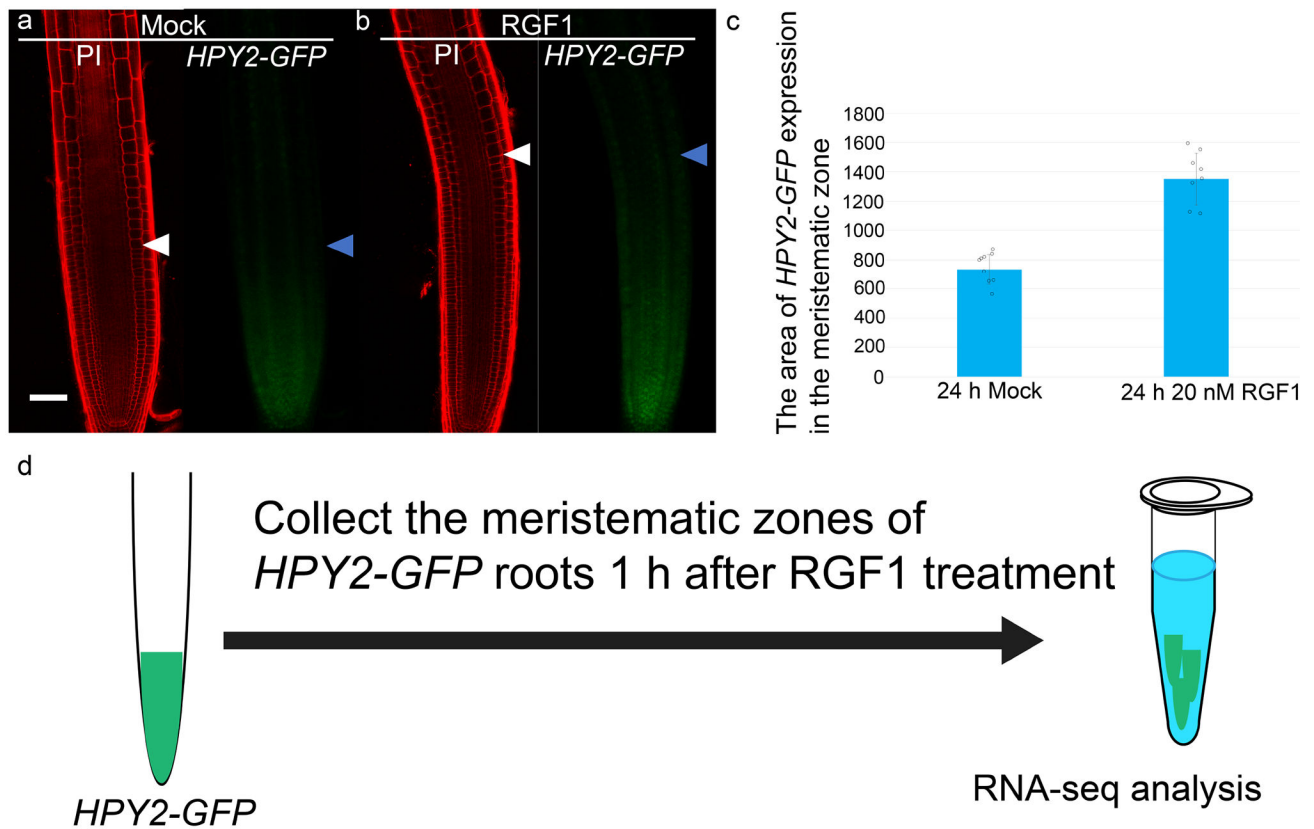 a
Mock
PI
HPY2-GFP
b
RGF1
PI
HPY2-GFP
c
The area of HPY2-GFP expression
in the meristematic zone
1800
1600
1400
1200
1000
800
600
400
200
0
24 h Mock
24 h 20 nM RGF1
d
Collect the meristematic zones of
HPY2-GFP roots 1 h after RGF1 treatment
HPY2-GFP
RNA-seq analysis